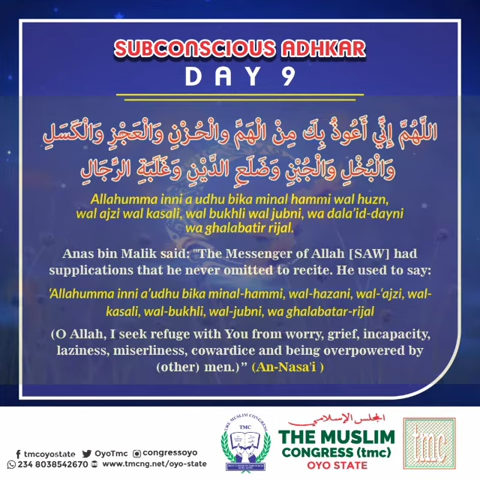 SUBCONSCIOUS ADHKAR
DAY 9
اللَّهُمَّ إِنِّي أَعُوذُ بِكَ مِنْ الْهَمِّ والْحُزْنِ وَالْعَجْزِ وَالْكَسَلِ
وَالْبُخْلِ وَالْجُبْنِ وَضَلَعِ الدَّيْنِ وَغَلَبَةِ الرِّجَالِ
Allahumma inni a udhu bika minal hammi wal huzn,
wal ajzi wal kasali, wal bukhli wal jubni, wa dala'id-dayni
wa ghalabatir rijal.
Anas bin Malik said: "The Messenger of Allah [SAW] had
supplications that he never omitted to recite. He used to say:
'Allahumma inni a'udhu bika minal-hammi, wal-hazani, wal-'ajzi, wal-
kasali, wal-bukhli, wal-jubni, wa ghalabatar-rijal
(O Allah, I seek refuge with You from worry, grief, incapacity,
laziness, miserliness, cowardice and being overpowered by
(other) men.)” (An-Nasa'i )
المجلس الإسلامي
THE MUSLIM
CONGRESS (tmc)
OYO STATE
tmc
TMC
tmcoyostate OyoTmc congressoyo
234 8038542670 www.tmcng.net/oyo-state